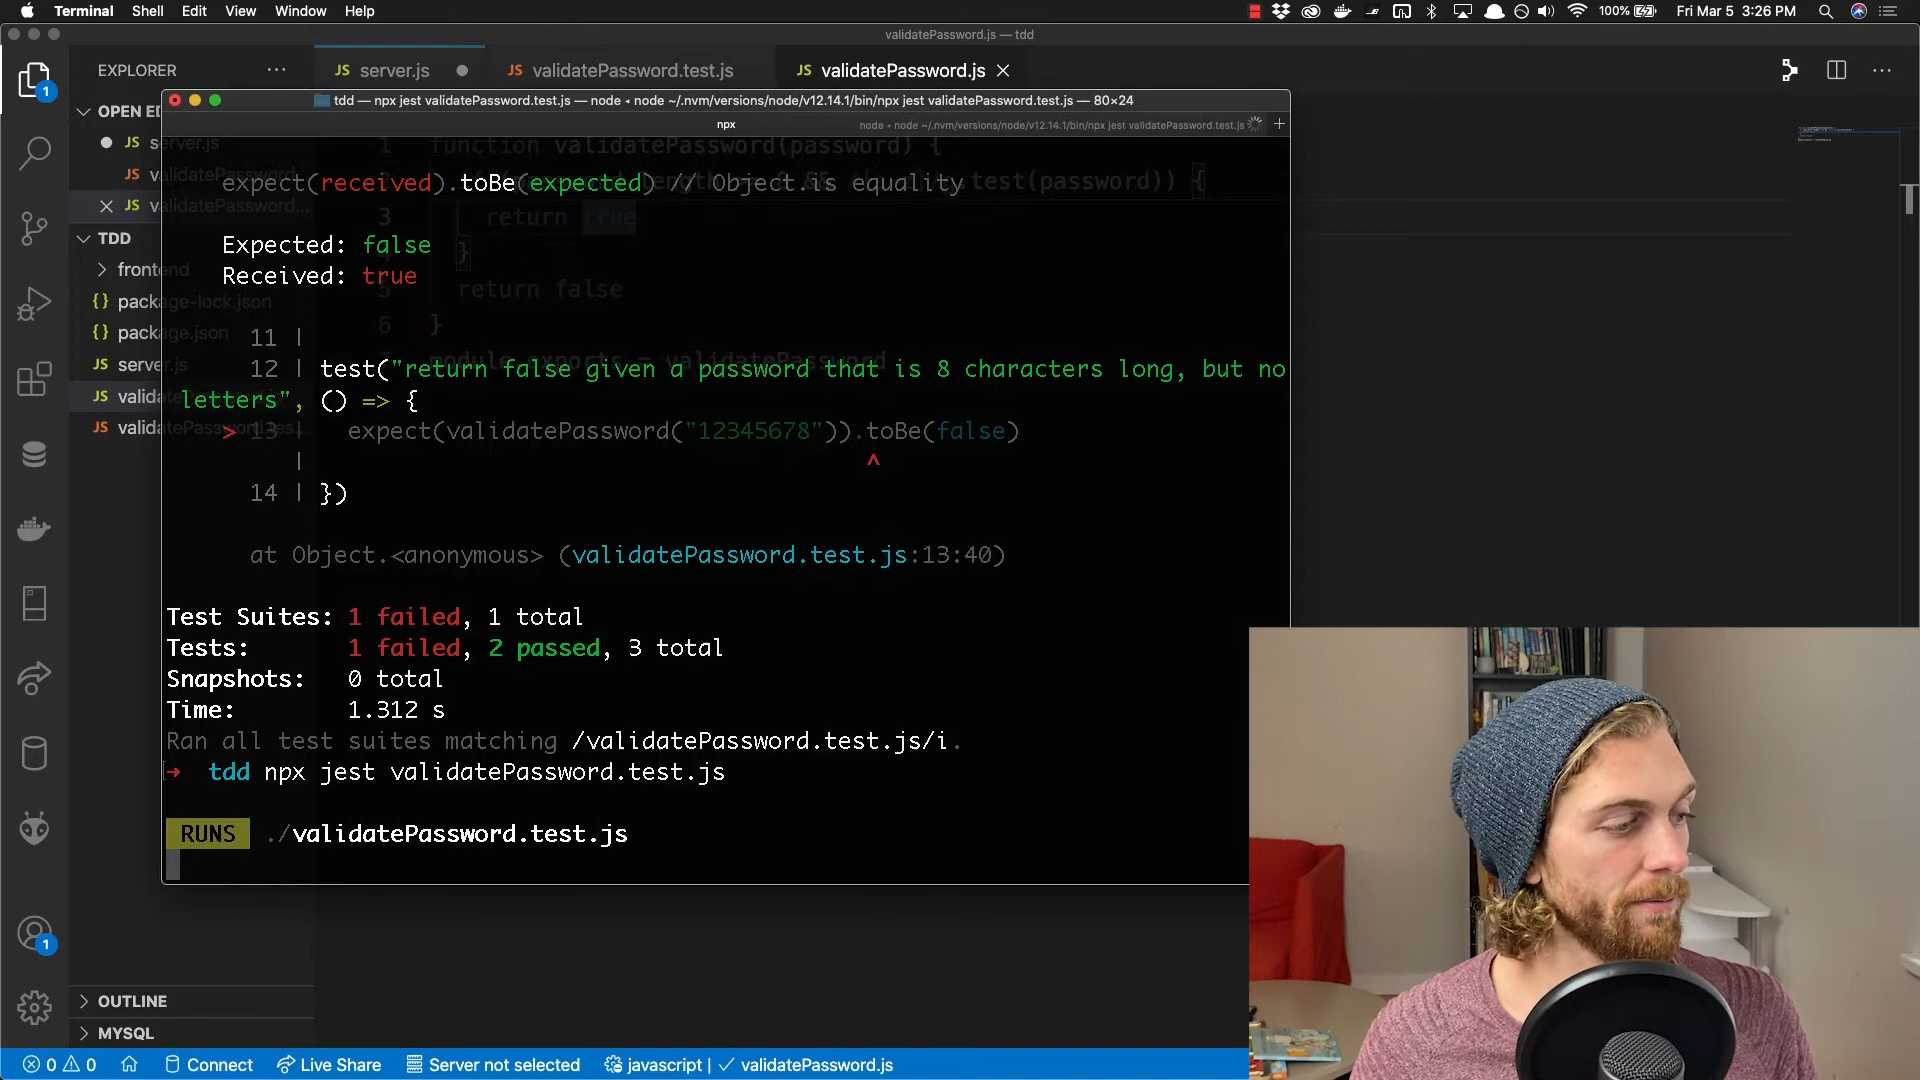 Terminal Shell Edit View Window Help 100% Fri Mar 5 3:26 PM
validatePassword.js — tdd
EXPLORER server.js validatePassword.test.js validatePassword.js
tdd — npx jest validatePassword.test.js — node ◂ node ~/.nvm/versions/node/v12.14.1/bin/npx jest validatePassword.test.js — 80×24
npx node ◂ node ~/.nvm/versions/node/v12.14.1/bin/npx jest validatePassword.test.js
OPEN
JS server.js
JS validatePassword...
JS validatePassword...
TDD
frontend
{} package-lock.json
{} package.json
JS server.js
JS valid
JS valid
1 function validatePassword(password) {
.test(password)) {
3 return true
}
5 return false
6 }
module.exports = validatePassword
expect(received).toBe(expected) // Object.is equality
Expected: false
Received: true
11 |
12 | test("return false given a password that is 8 characters long, but no
letters", () => {
> 13 | expect(validatePassword("12345678")).toBe(false)
| ^
14 | })
at Object.<anonymous> (validatePassword.test.js:13:40)
Test Suites: 1 failed, 1 total
Tests: 1 failed, 2 passed, 3 total
Snapshots: 0 total
Time: 1.312 s
Ran all test suites matching /validatePassword.test.js/i.
→ tdd npx jest validatePassword.test.js
RUNS ./validatePassword.test.js
1
1
OUTLINE
MYSQL
0 0 Connect Live Share Server not selected javascript | ✓ validatePassword.js